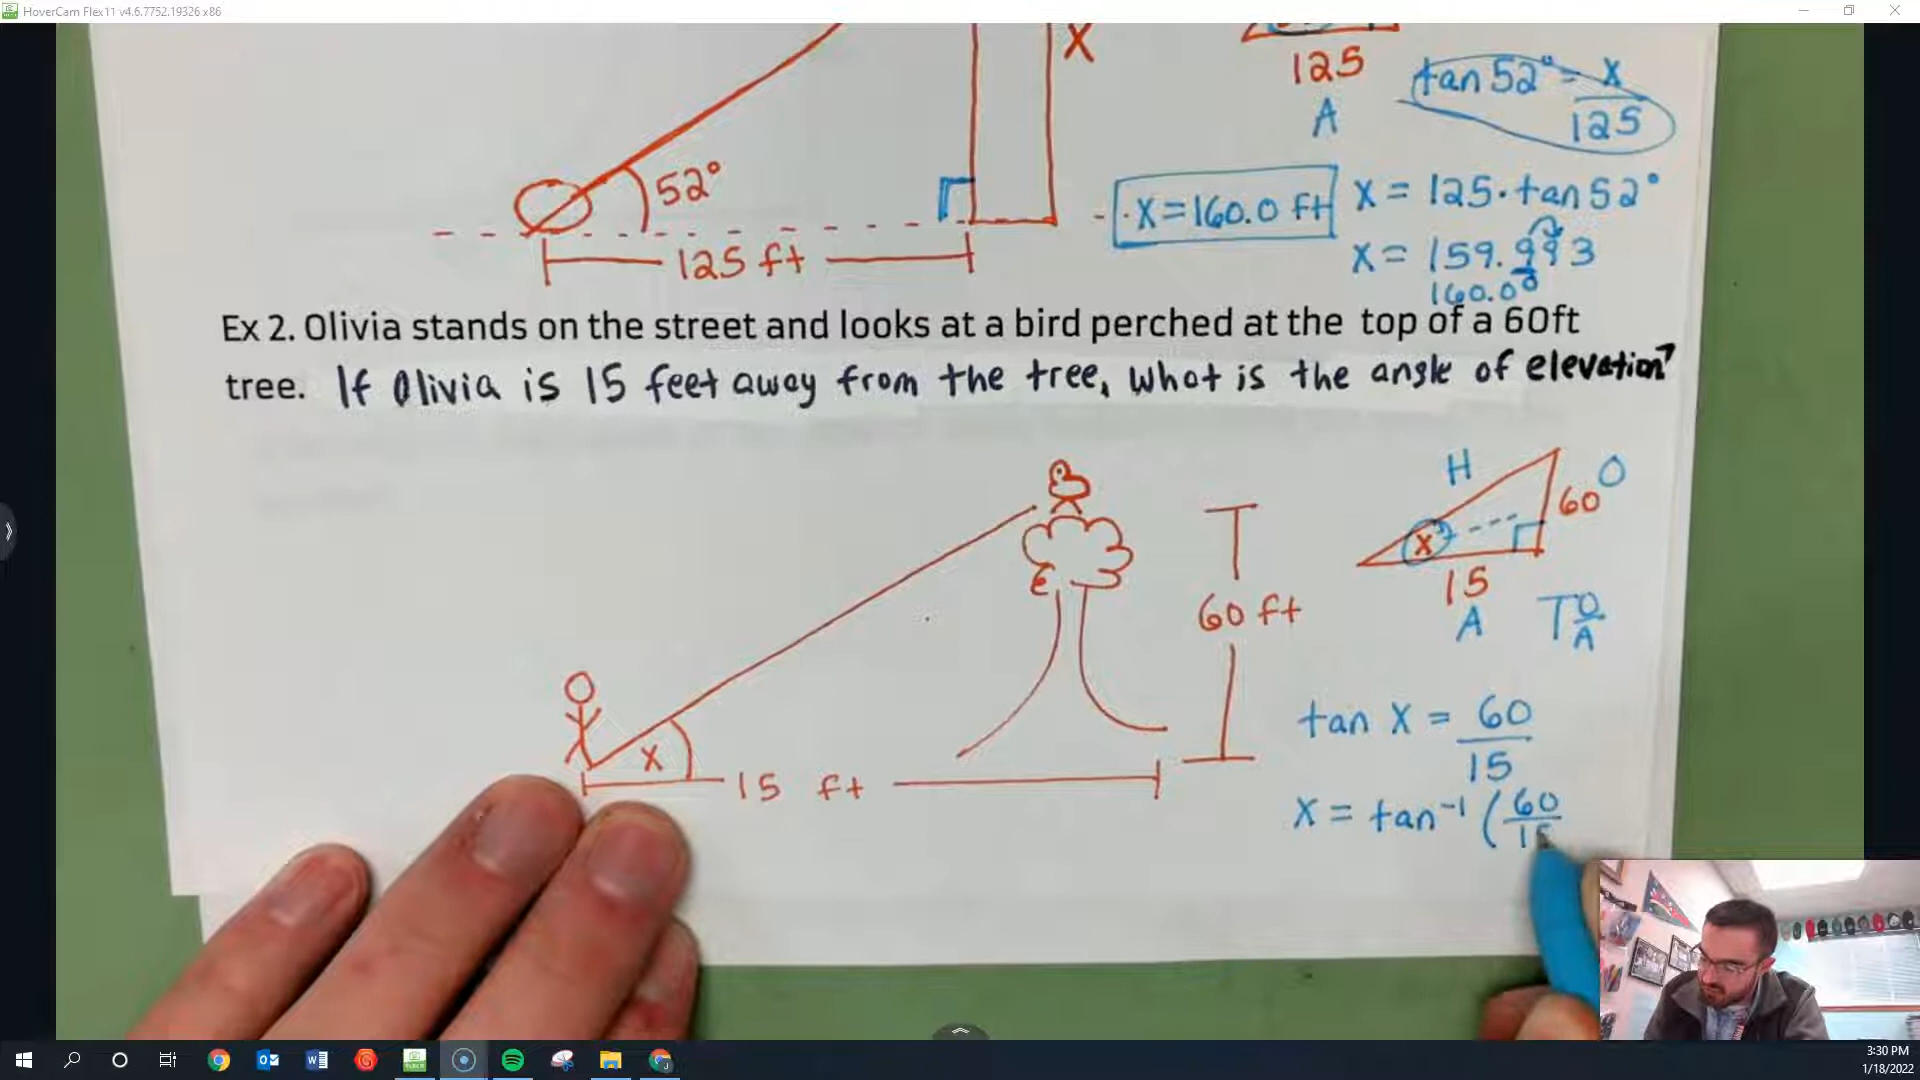 HoverCam Flex11 v4.6.7752.19326 x86
X
125
A
tan 52° = X/125
52°
X = 160.0 ft
X = 125 · tan 52°
125 ft
X = 159.993
160.0
Ex 2. Olivia stands on the street and looks at a bird perched at the top of a 60ft
tree. If Olivia is 15 feet away from the tree, what is the angle of elevation?
H
60 O
X
15
A
T O/A
60 ft
X
15 ft
tan X = 60/15
X = tan⁻¹ (60/15
3:30 PM
1/18/2022